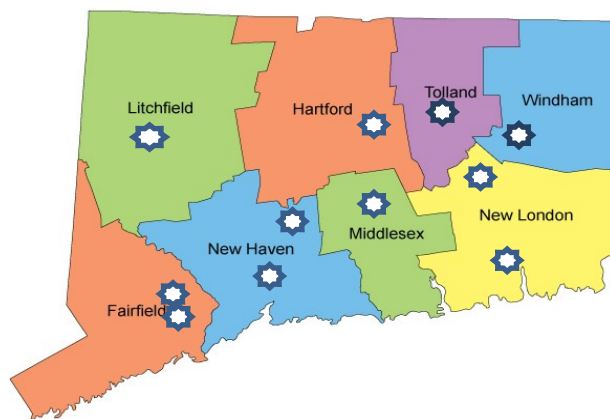 Litchfield
Hartford
Tolland
Windham
New Haven
Middlesex
New London
Fairfield